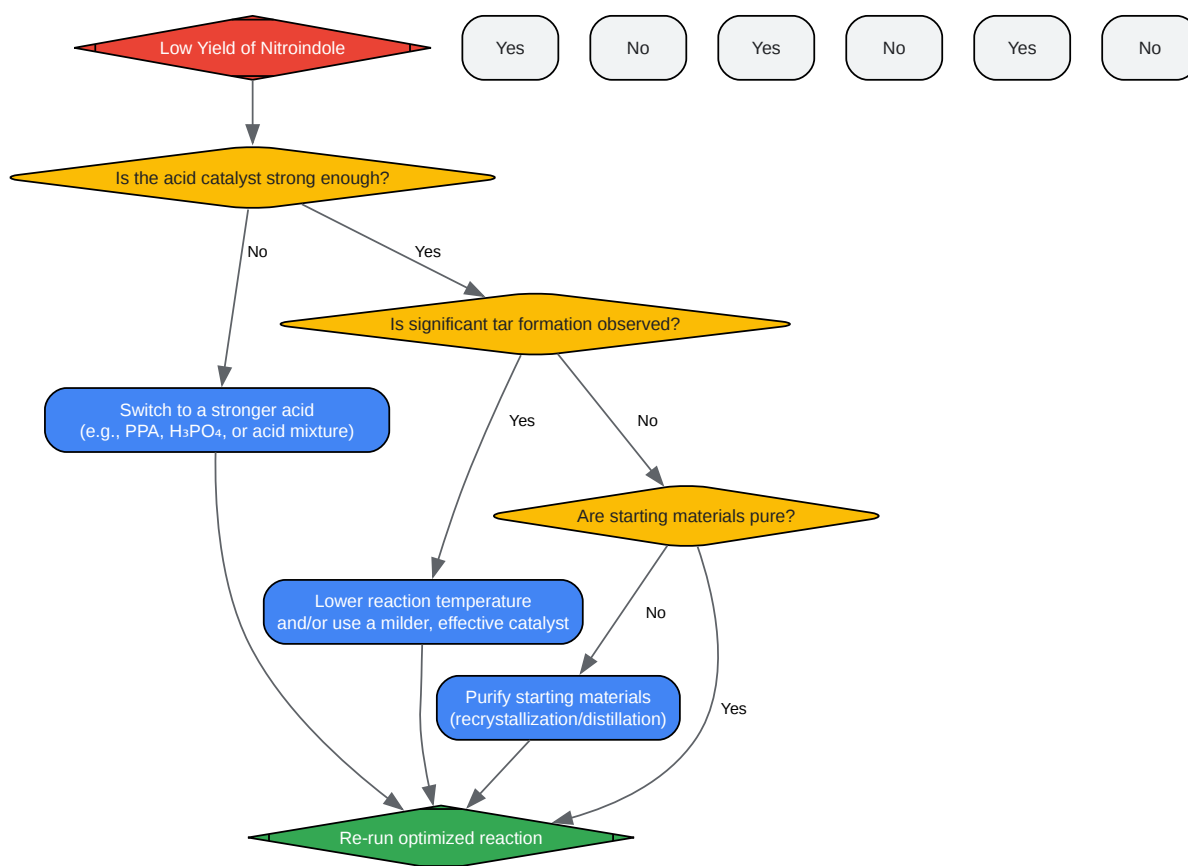 Low Yield of Nitroindole
Yes
No
Yes
No
Yes
No
Is the acid catalyst strong enough?
No
Yes
Is significant tar formation observed?
Switch to a stronger acid
(e.g., PPA, H₃PO₄, or acid mixture)
Yes
No
Are starting materials pure?
Lower reaction temperature
and/or use a milder, effective catalyst
No
Purify starting materials
(recrystallization/distillation)
Yes
Re-run optimized reaction